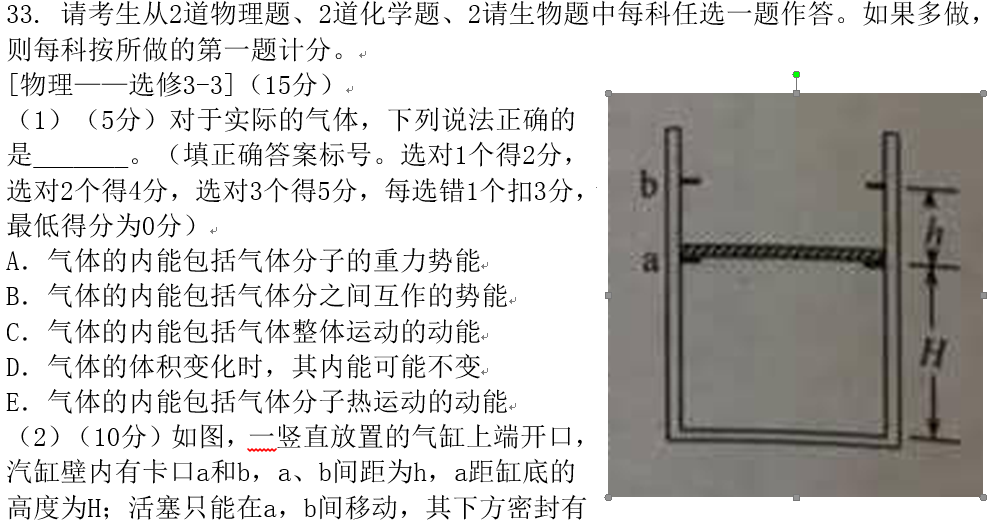 33. 请考生从2道物理题、2道化学题、2请生物题中每科任选一题作答。如果多做，
则每科按所做的第一题计分。
[物理——选修3-3]（15分）
（1）（5分）对于实际的气体，下列说法正确的
是_______。（填正确答案标号。选对1个得2分，
选对2个得4分，选对3个得5分，每选错1个扣3分，
最低得分为0分）
A. 气体的内能包括气体分子的重力势能
B. 气体的内能包括气体分之间互作的势能
C. 气体的内能包括气体整体运动的动能
D. 气体的体积变化时，其内能可能不变
E. 气体的内能包括气体分子热运动的动能
（2）（10分）如图，一竖直放置的气缸上端开口，
汽缸壁内有卡口a和b，a、b间距为h，a距缸底的
高度为H；活塞只能在a，b间移动，其下方密封有
b
h
a
H